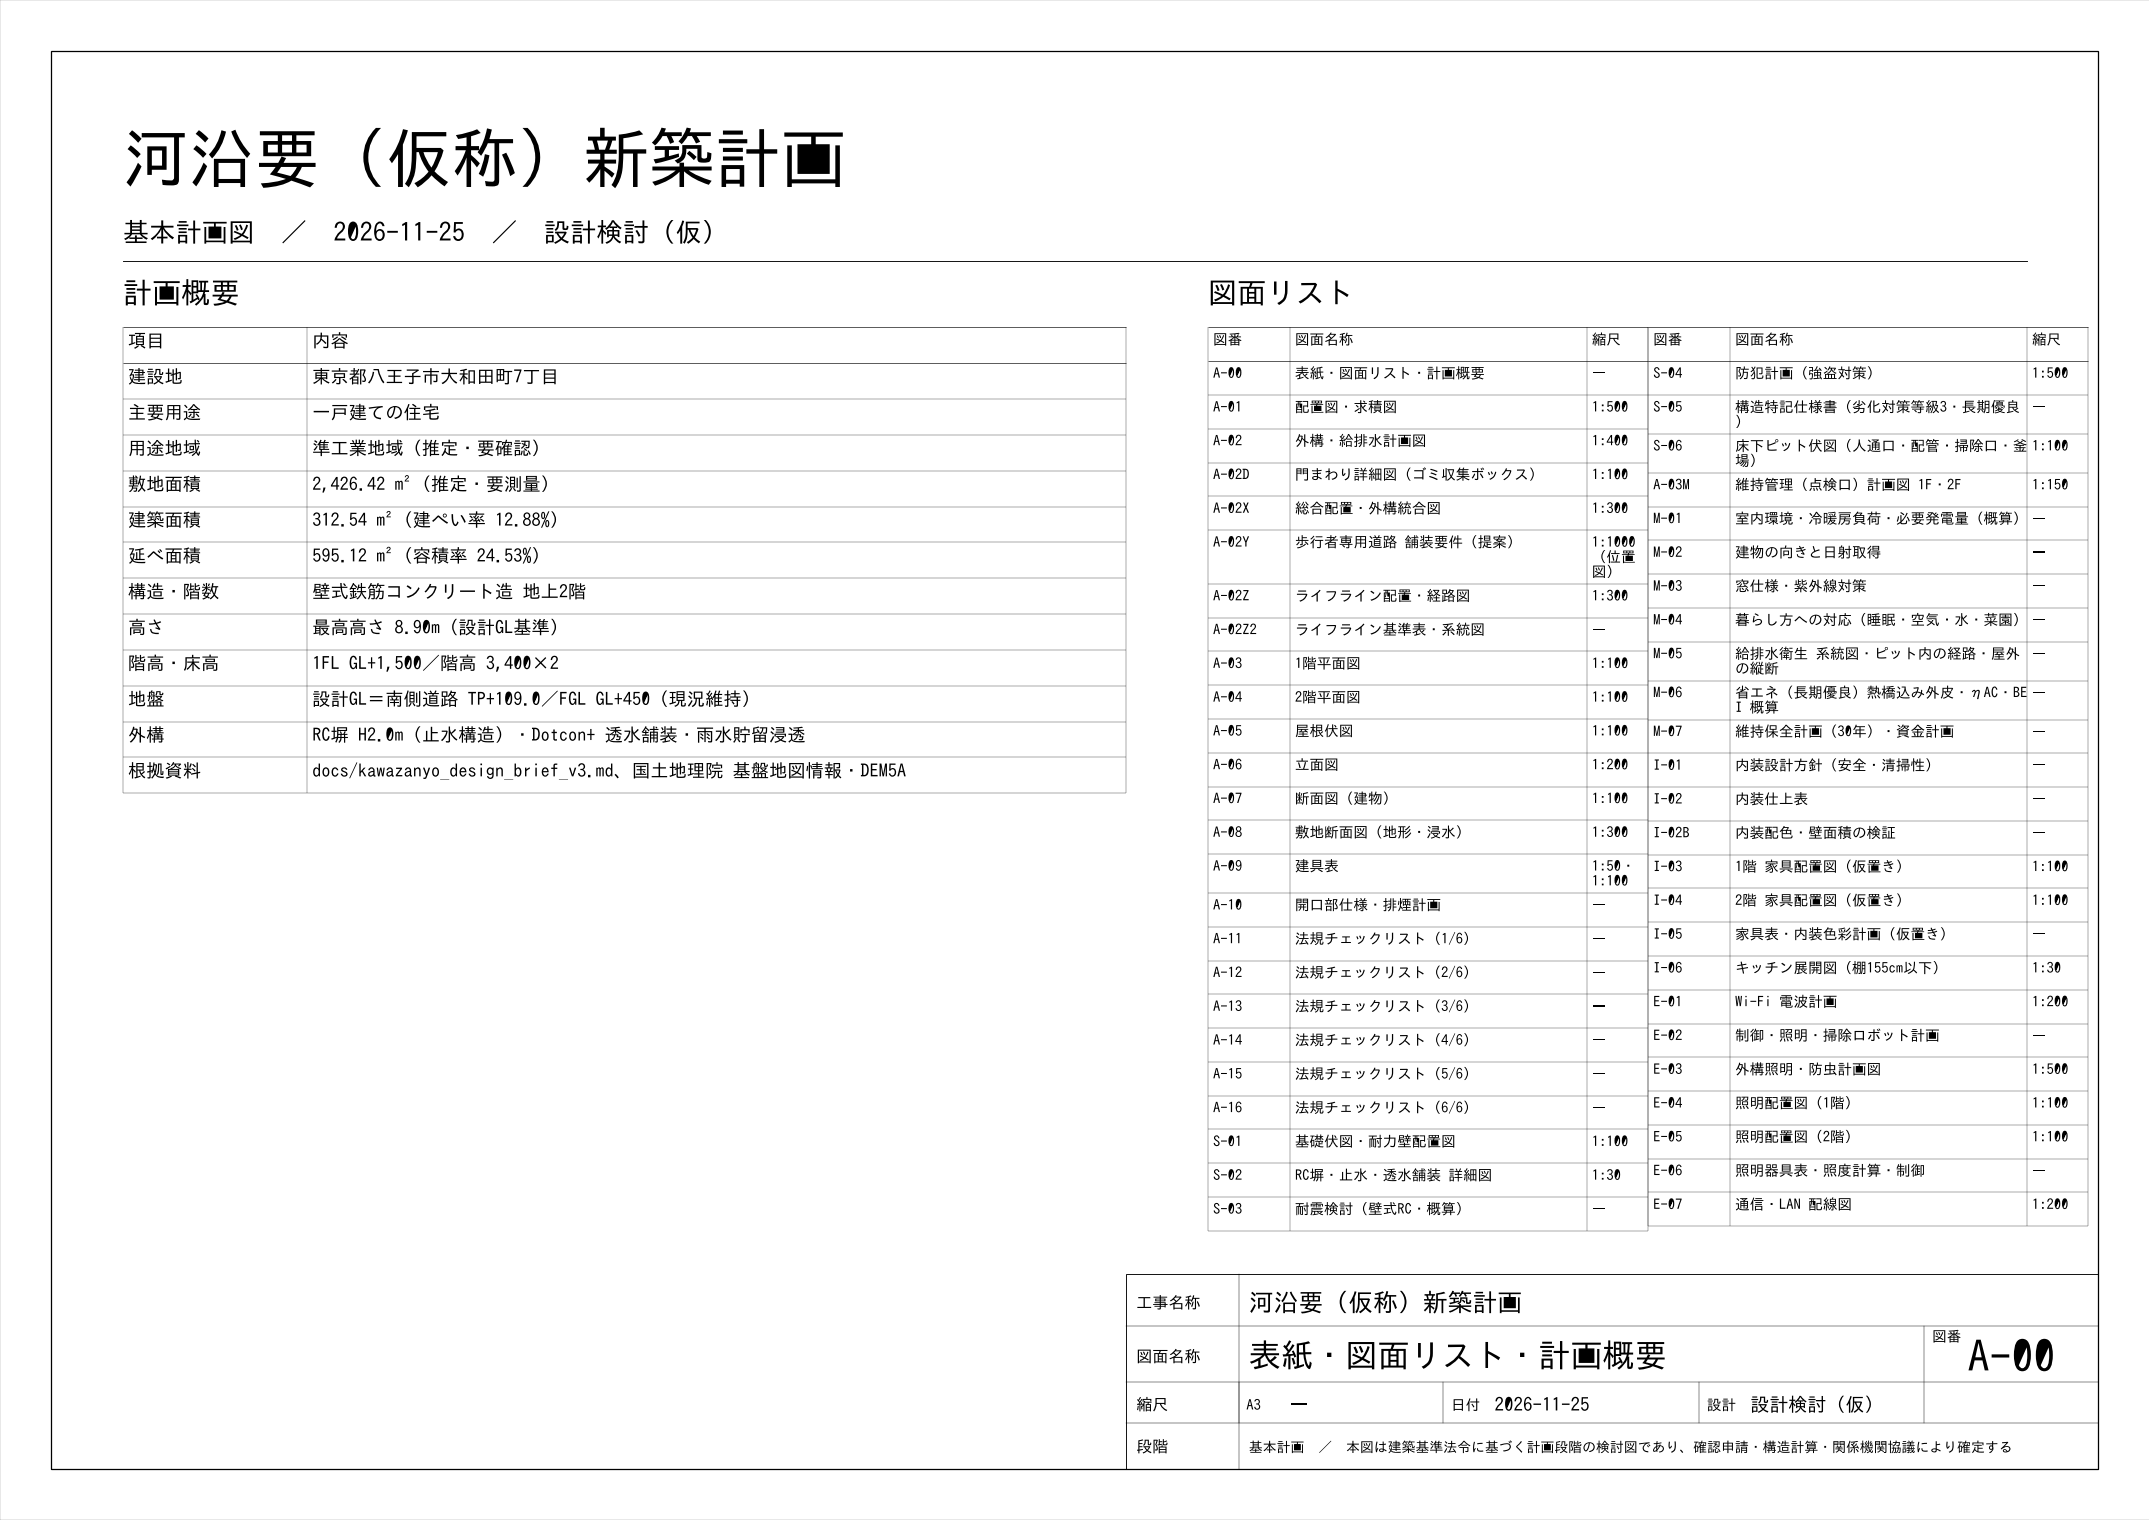 河沿要（仮称）新築計画
基本計画図　／　2026-11-25　／　設計検討（仮）
計画概要
項目 内容
建設地 東京都八王子市大和田町7丁目
主要用途 一戸建ての住宅
用途地域 準工業地域（推定・要確認）
敷地面積 2,426.42 m²（推定・要測量）
建築面積 312.54 m²（建ぺい率 12.88%）
延べ面積 595.12 m²（容積率 24.53%）
構造・階数 壁式鉄筋コンクリート造 地上2階
高さ 最高高さ 8.90m（設計GL基準）
階高・床高 1FL GL+1,500／階高 3,400×2
地盤 設計GL＝南側道路 TP+109.0／FGL GL+450（現況維持）
外構 RC塀 H2.0m（止水構造）・Dotcon+ 透水舗装・雨水貯留浸透
根拠資料 docs/kawazanyo_design_brief_v3.md、国土地理院 基盤地図情報・DEM5A
図面リスト
図番 図面名称 縮尺
A-00 表紙・図面リスト・計画概要 —
A-01 配置図・求積図 1:500
A-02 外構・給排水計画図 1:400
A-02D 門まわり詳細図（ゴミ収集ボックス） 1:100
A-02X 総合配置・外構統合図 1:300
A-02Y 歩行者専用道路 舗装要件（提案） 1:1000
（位置
図）
A-02Z ライフライン配置・経路図 1:300
A-02Z2 ライフライン基準表・系統図 —
A-03 1階平面図 1:100
A-04 2階平面図 1:100
A-05 屋根伏図 1:100
A-06 立面図 1:200
A-07 断面図（建物） 1:100
A-08 敷地断面図（地形・浸水） 1:300
A-09 建具表 1:50・
1:100
A-10 開口部仕様・排煙計画 —
A-11 法規チェックリスト（1/6） —
A-12 法規チェックリスト（2/6） —
A-13 法規チェックリスト（3/6） —
A-14 法規チェックリスト（4/6） —
A-15 法規チェックリスト（5/6） —
A-16 法規チェックリスト（6/6） —
S-01 基礎伏図・耐力壁配置図 1:100
S-02 RC塀・止水・透水舗装 詳細図 1:30
S-03 耐震検討（壁式RC・概算） —
図番 図面名称 縮尺
S-04 防犯計画（強盗対策） 1:500
S-05 構造特記仕様書（劣化対策等級3・長期優良 —
）
S-06 床下ピット伏図（人通口・配管・掃除口・釜 1:100
場）
A-03M 維持管理（点検口）計画図 1F・2F 1:150
M-01 室内環境・冷暖房負荷・必要発電量（概算） —
M-02 建物の向きと日射取得 —
M-03 窓仕様・紫外線対策 —
M-04 暮らし方への対応（睡眠・空気・水・菜園） —
M-05 給排水衛生 系統図・ピット内の経路・屋外 —
の縦断
M-06 省エネ（長期優良）熱橋込み外皮・ηAC・BE —
I 概算
M-07 維持保全計画（30年）・資金計画 —
I-01 内装設計方針（安全・清掃性） —
I-02 内装仕上表 —
I-02B 内装配色・壁面積の検証 —
I-03 1階 家具配置図（仮置き） 1:100
I-04 2階 家具配置図（仮置き） 1:100
I-05 家具表・内装色彩計画（仮置き） —
I-06 キッチン展開図（棚155cm以下） 1:30
E-01 Wi-Fi 電波計画 1:200
E-02 制御・照明・掃除ロボット計画 —
E-03 外構照明・防虫計画図 1:500
E-04 照明配置図（1階） 1:100
E-05 照明配置図（2階） 1:100
E-06 照明器具表・照度計算・制御 —
E-07 通信・LAN 配線図 1:200
工事名称 河沿要（仮称）新築計画
図面名称 表紙・図面リスト・計画概要 図番 A-00
縮尺 A3 — 日付 2026-11-25 設計 設計検討（仮）
段階 基本計画　／　本図は建築基準法令に基づく計画段階の検討図であり、確認申請・構造計算・関係機関協議により確定する